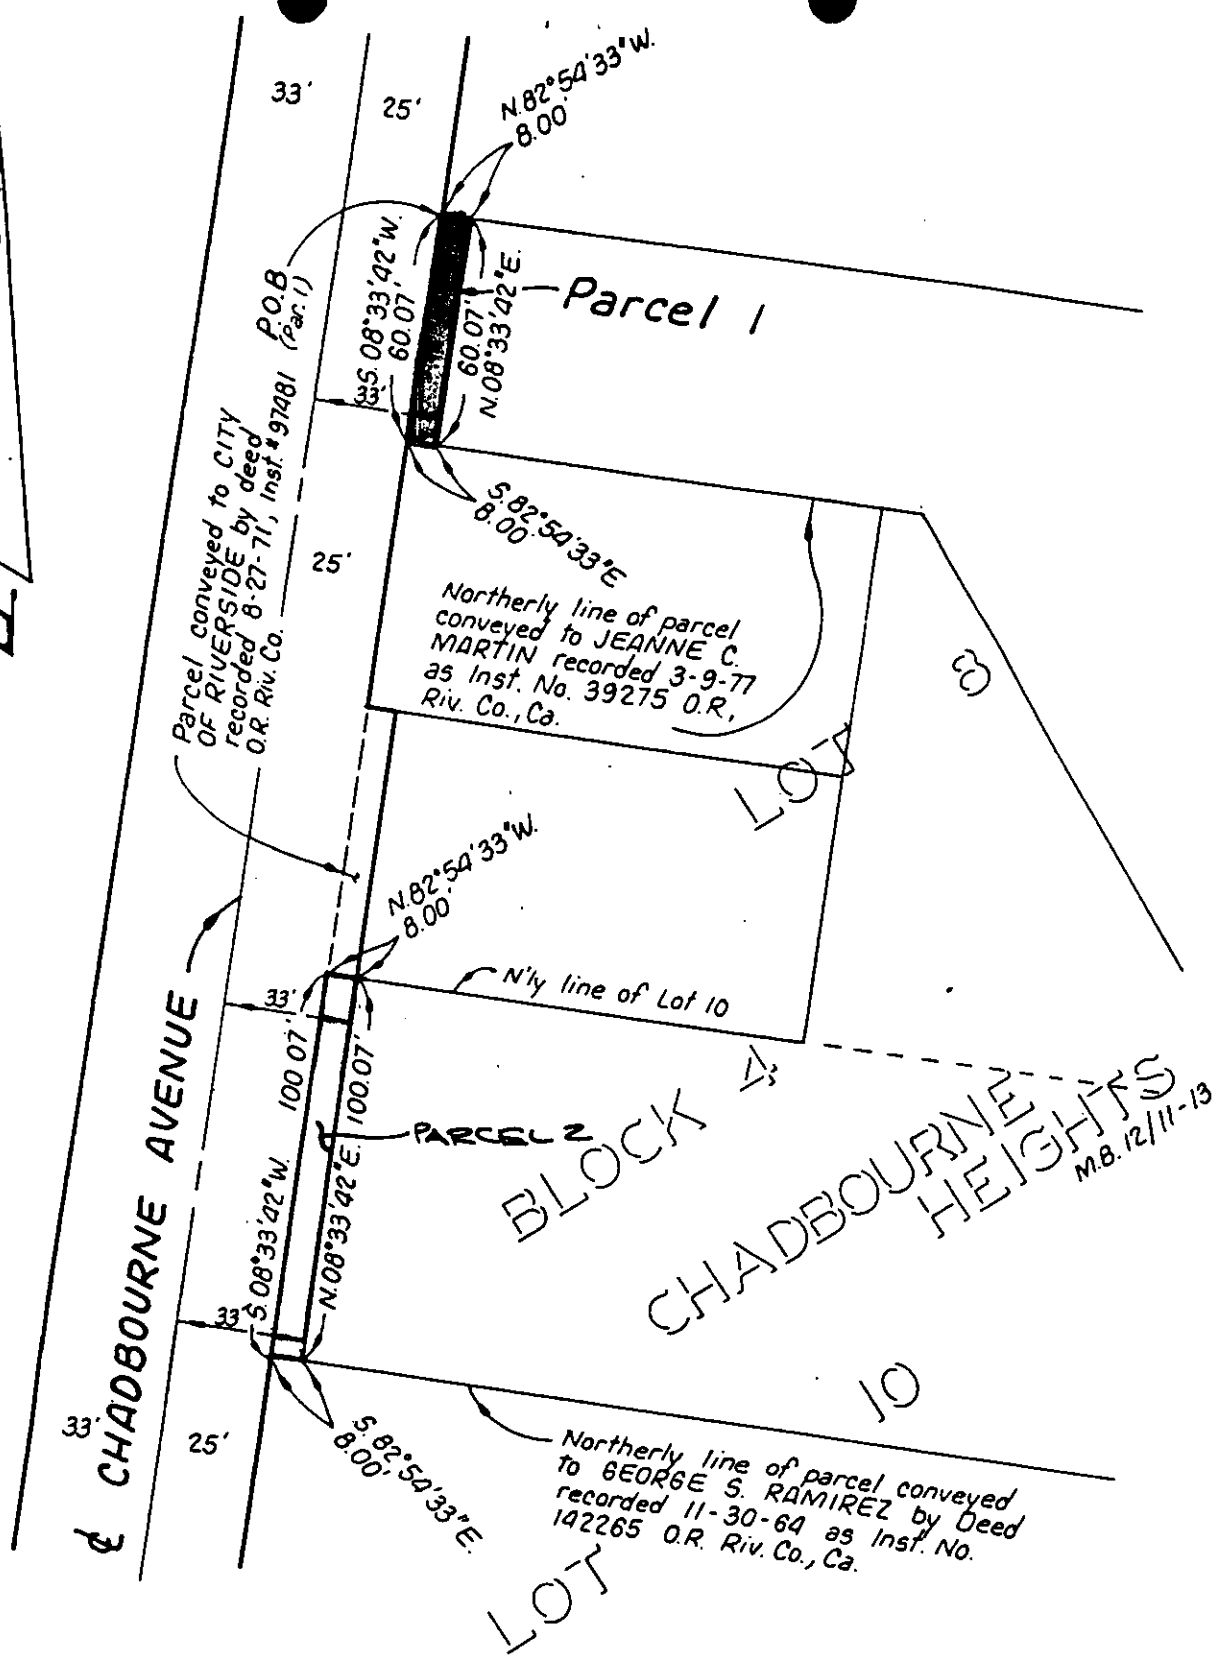 33'
25'
N.82°54'33"W.
8.00'
P.O.B
(Par. 1)
S.08°33'42"W.
60.07'
60.07'
N.08°33'42"E.
Parcel 1
33'
S.82°54'33"E
8.00'
Parcel conveyed to CITY
OF RIVERSIDE by deed
recorded 8-27-71, Inst. #97481
O.R. Riv. Co.
25'
Northerly line of parcel
conveyed to JEANNE C.
MARTIN recorded 3-9-77
as Inst. No. 39275 O.R,
Riv. Co., Ca.
8
LOT
N.82°54'33"W.
8.00'
N'ly line of Lot 10
33'
100 07'
100.07'
S.08°33'42"W.
N.08°33'42"E.
PARCEL 2
BLOCK 4
CHADBOURNE
HEIGHTS
M.B. 12/11-13
℄ CHADBOURNE AVENUE
33'
33'
25'
S.82°54'33"E.
8.00'
10
LOT
Northerly line of parcel conveyed
to GEORGE S. RAMIREZ by Deed
recorded 11-30-64 as Inst. No.
142265 O.R. Riv. Co., Ca.